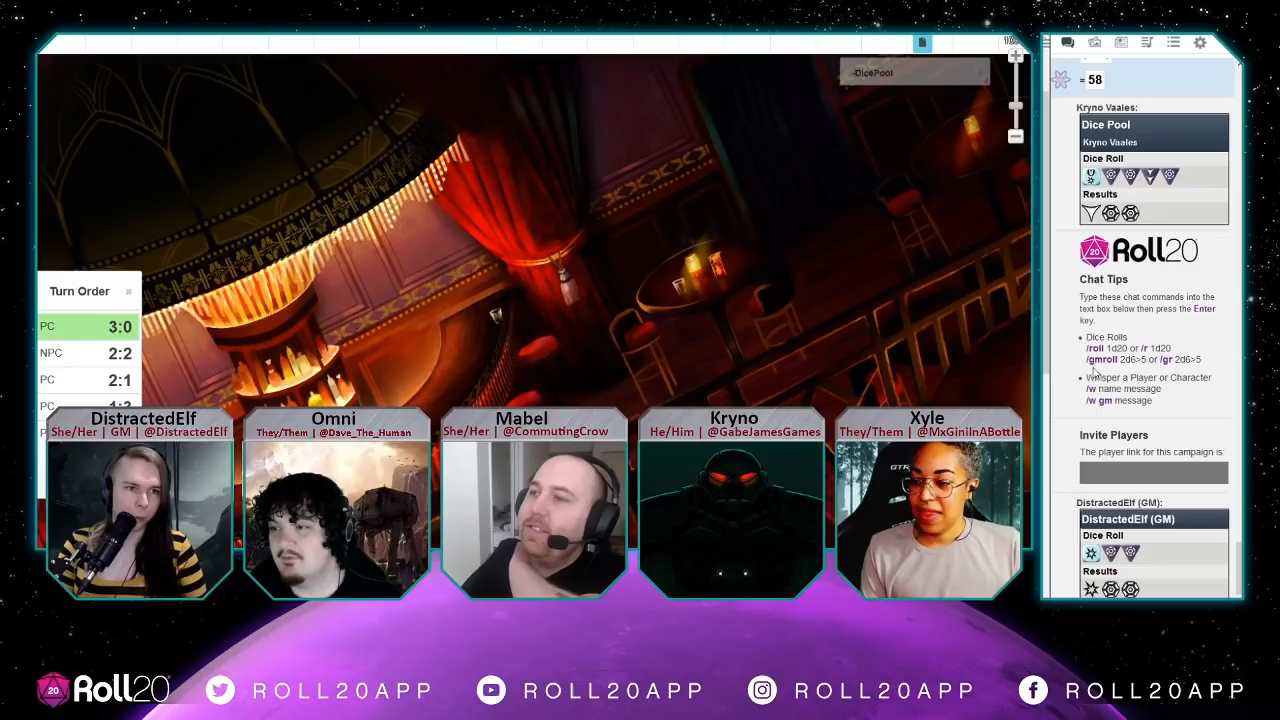 -DicePool
= 58
Kryno Vaales:
Dice Pool
Kryno Vaales
Dice Roll
Results
20 Roll20
Chat Tips
Type these chat commands into the
text box below then press the Enter
key.
Dice Rolls
/roll 1d20 or /r 1d20
/gmroll 2d6>5 or /gr 2d6>5
Whisper a Player or Character
/w name message
/w gm message
Invite Players
The player link for this campaign is:
DistractedElf (GM):
DistractedElf (GM)
Dice Roll
Results
Turn Order
PC 3:0
NPC 2:2
PC 2:1
DistractedElf
She/Her | GM | @DistractedElf
Omni
They/Them | @Dave_The_Human
Mabel
She/Her | @CommutingCrow
Kryno
He/Him | @GabeJamesGames
Xyle
They/Them | @MxGiniInABottle
GTR
20 Roll20
ROLL20APP
ROLL20APP
ROLL20APP
ROLL20APP